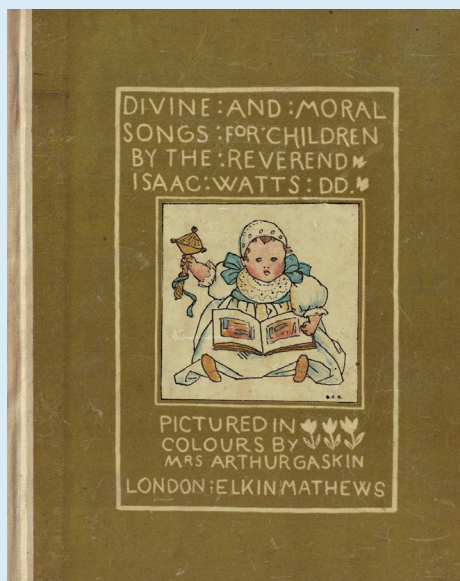 DIVINE : AND : MORAL
SONGS : FOR : CHILDREN
BY THE : REVEREND
ISAAC : WATTS : DD.
PICTURED IN
COLOURS BY
MRS ARTHUR GASKIN
LONDON : ELKIN MATHEWS